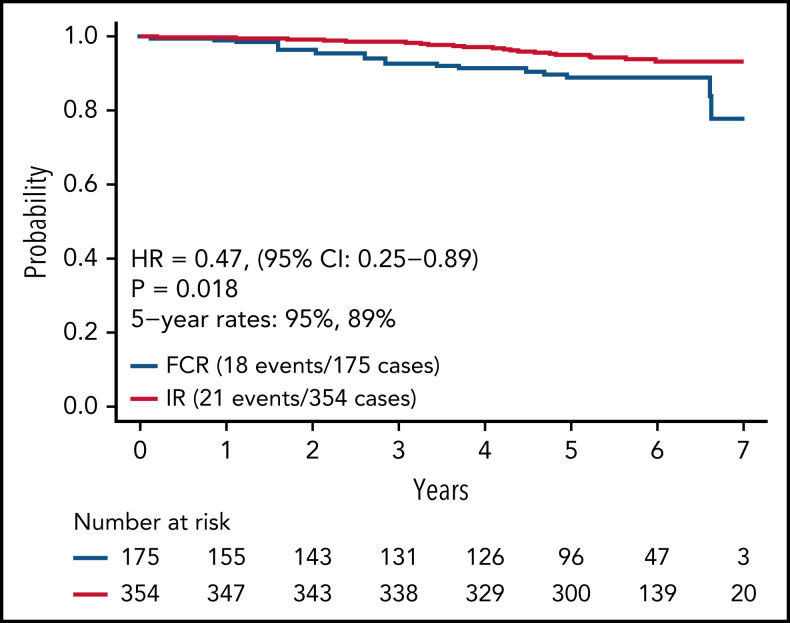 1.0
0.8
0.6
0.4
0.2
0.0
Probability
HR = 0.47, (95% CI: 0.25–0.89)
P = 0.018
5–year rates: 95%, 89%
FCR (18 events/175 cases)
IR (21 events/354 cases)
0 1 2 3 4 5 6 7
Years
Number at risk
175 155 143 131 126 96 47 3
354 347 343 338 329 300 139 20